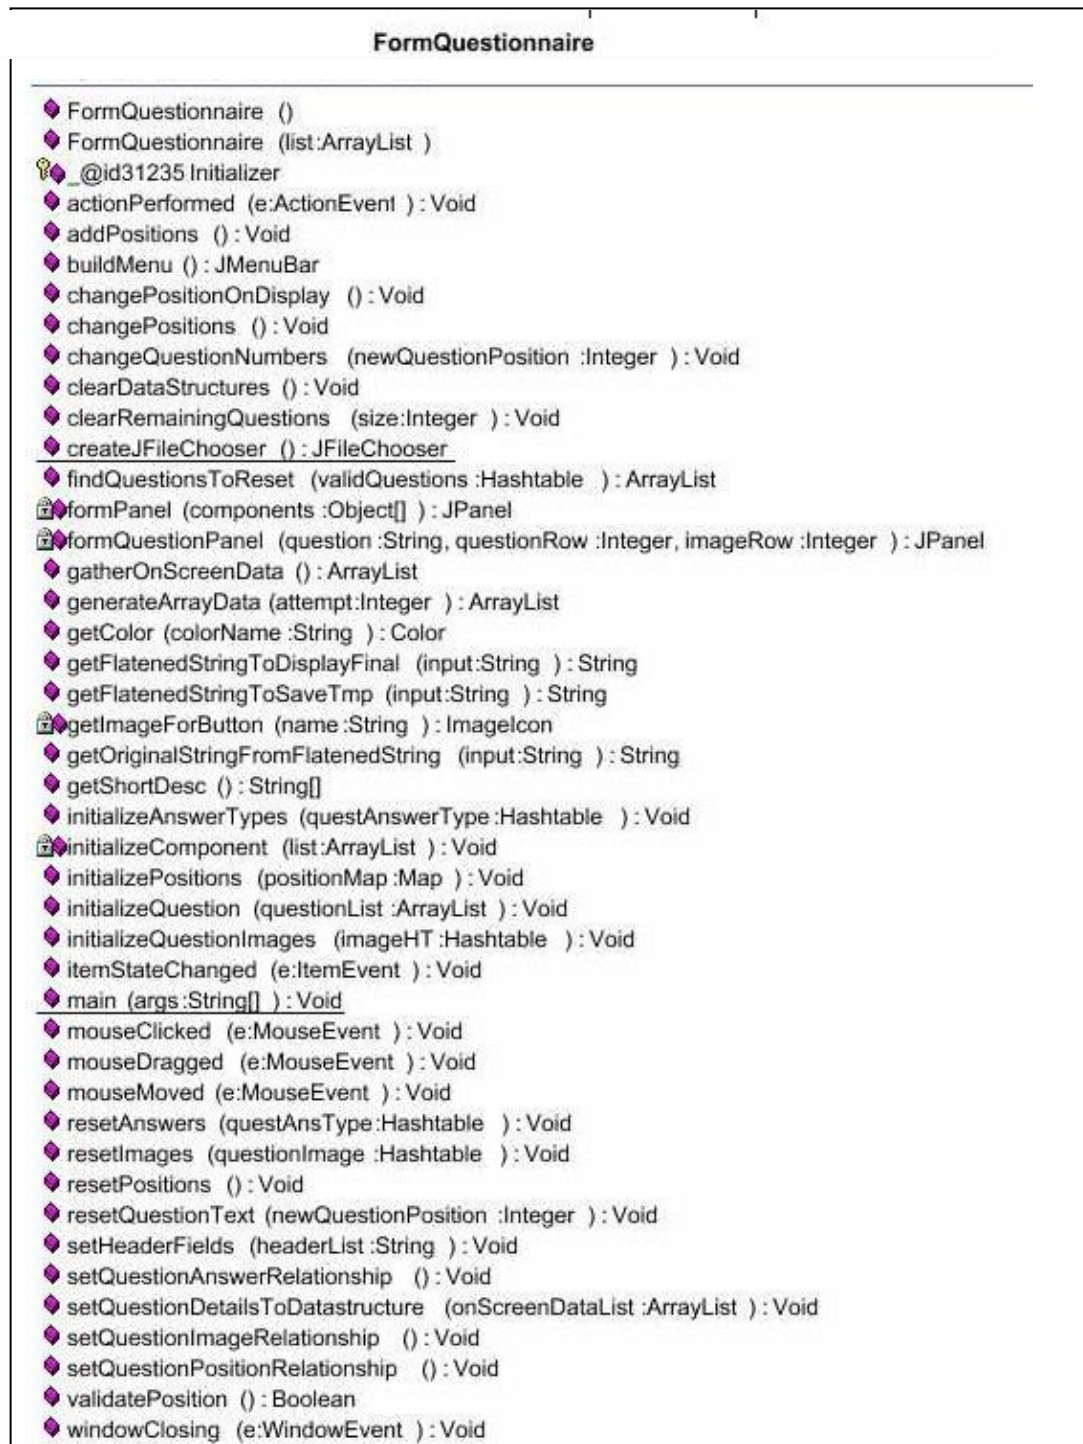 FormQuestionnaire
FormQuestionnaire ()
FormQuestionnaire (list:ArrayList )
_@id31235 Initializer
actionPerformed (e:ActionEvent ) : Void
addPositions () : Void
buildMenu () : JMenuBar
changePositionOnDisplay () : Void
changePositions () : Void
changeQuestionNumbers (newQuestionPosition :Integer ) : Void
clearDataStructures () : Void
clearRemainingQuestions (size:Integer ) : Void
createJFileChooser () : JFileChooser
findQuestionsToReset (validQuestions :Hashtable ) : ArrayList
formPanel (components :Object[] ) : JPanel
formQuestionPanel (question :String, questionRow :Integer, imageRow :Integer ) : JPanel
gatherOnScreenData () : ArrayList
generateArrayData (attempt:Integer ) : ArrayList
getColor (colorName :String ) : Color
getFlatenedStringToDisplayFinal (input:String ) : String
getFlatenedStringToSaveTmp (input:String ) : String
getImageForButton (name:String ) : ImageIcon
getOriginalStringFromFlatenedString (input:String ) : String
getShortDesc () : String[]
initializeAnswerTypes (questAnswerType:Hashtable ) : Void
initializeComponent (list:ArrayList ) : Void
initializePositions (positionMap :Map ) : Void
initializeQuestion (questionList :ArrayList ) : Void
initializeQuestionImages (imageHT :Hashtable ) : Void
itemStateChanged (e:ItemEvent ) : Void
main (args:String[] ) : Void
mouseClicked (e:MouseEvent ) : Void
mouseDragged (e:MouseEvent ) : Void
mouseMoved (e:MouseEvent ) : Void
resetAnswers (questAnsType:Hashtable ) : Void
resetImages (questionImage :Hashtable ) : Void
resetPositions () : Void
resetQuestionText (newQuestionPosition :Integer ) : Void
setHeaderFields (headerList :String ) : Void
setQuestionAnswerRelationship () : Void
setQuestionDetailsToDatastructure (onScreenDataList :ArrayList ) : Void
setQuestionImageRelationship () : Void
setQuestionPositionRelationship () : Void
validatePosition () : Boolean
windowClosing (e:WindowEvent ) : Void